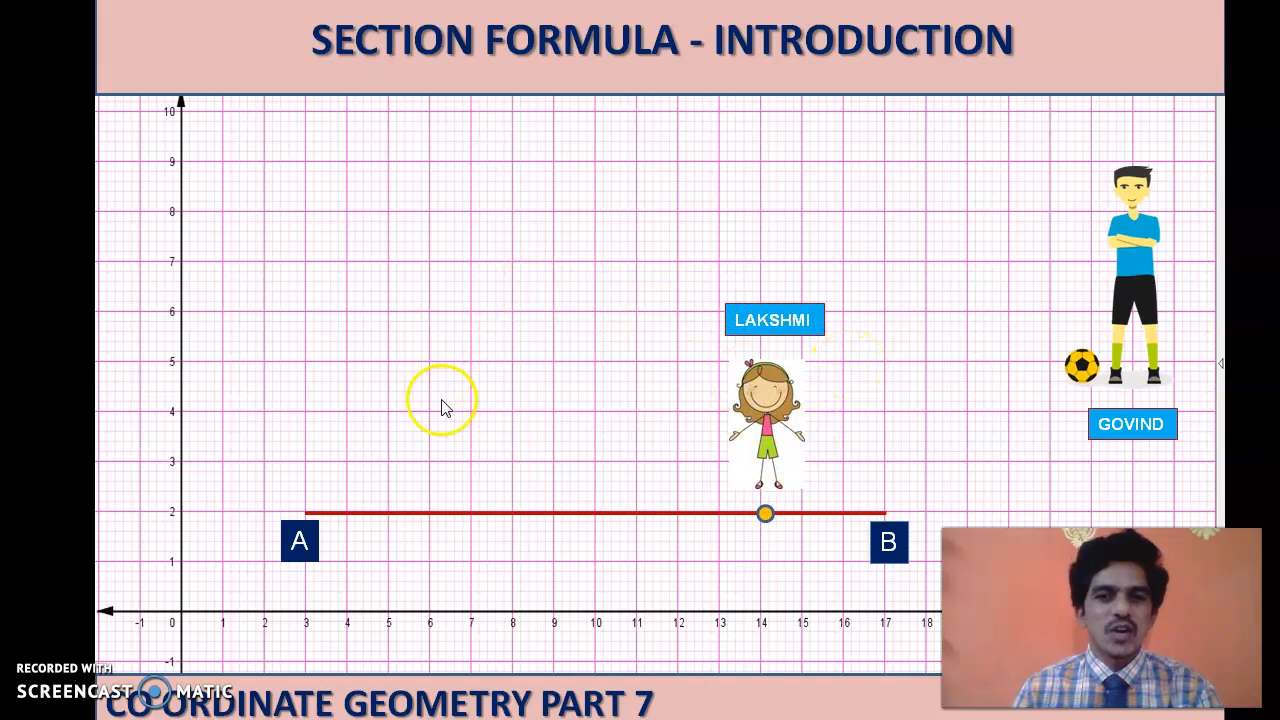 SECTION FORMULA - INTRODUCTION
10
9
8
7
6
5
4
3
2
1
-1
LAKSHMI
GOVIND
A
B
-1 0 1 2 3 4 5 6 7 8 9 10 11 12 13 14 15 16 17 18
RECORDED WITH
SCREENCAST MATIC
CO ORDINATE GEOMETRY PART 7